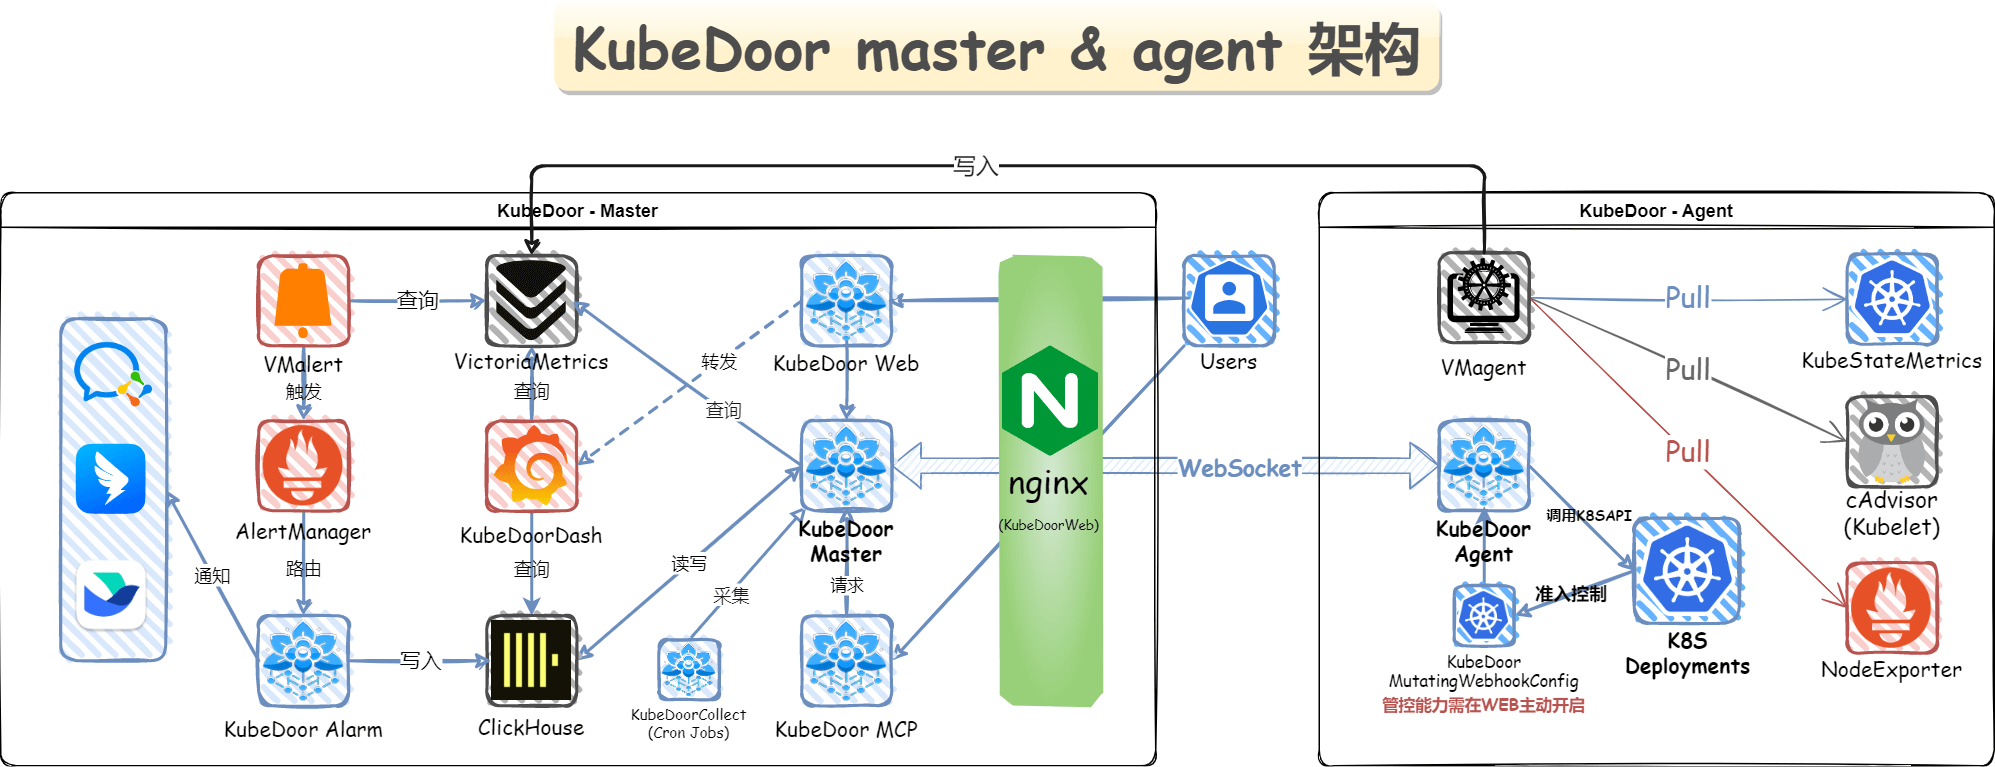 KubeDoor master & agent 架构
写入
KubeDoor - Master
KubeDoor - Agent
查询
VMalert
触发
VictoriaMetrics
查询
转发
KubeDoor Web
查询
Users
VMagent
Pull
Pull
Pull
KubeStateMetrics
AlertManager
路由
KubeDoorDash
查询
KubeDoor
Master
nginx
(KubeDoorWeb)
WebSocket
KubeDoor
Agent
调用K8SAPI
cAdvisor
(Kubelet)
通知
读写
采集
请求
准入控制
写入
KubeDoor Alarm
ClickHouse
KubeDoorCollect
(Cron Jobs)
KubeDoor MCP
KubeDoor
MutatingWebhookConfig
管控能力需在WEB主动开启
K8S
Deployments
NodeExporter